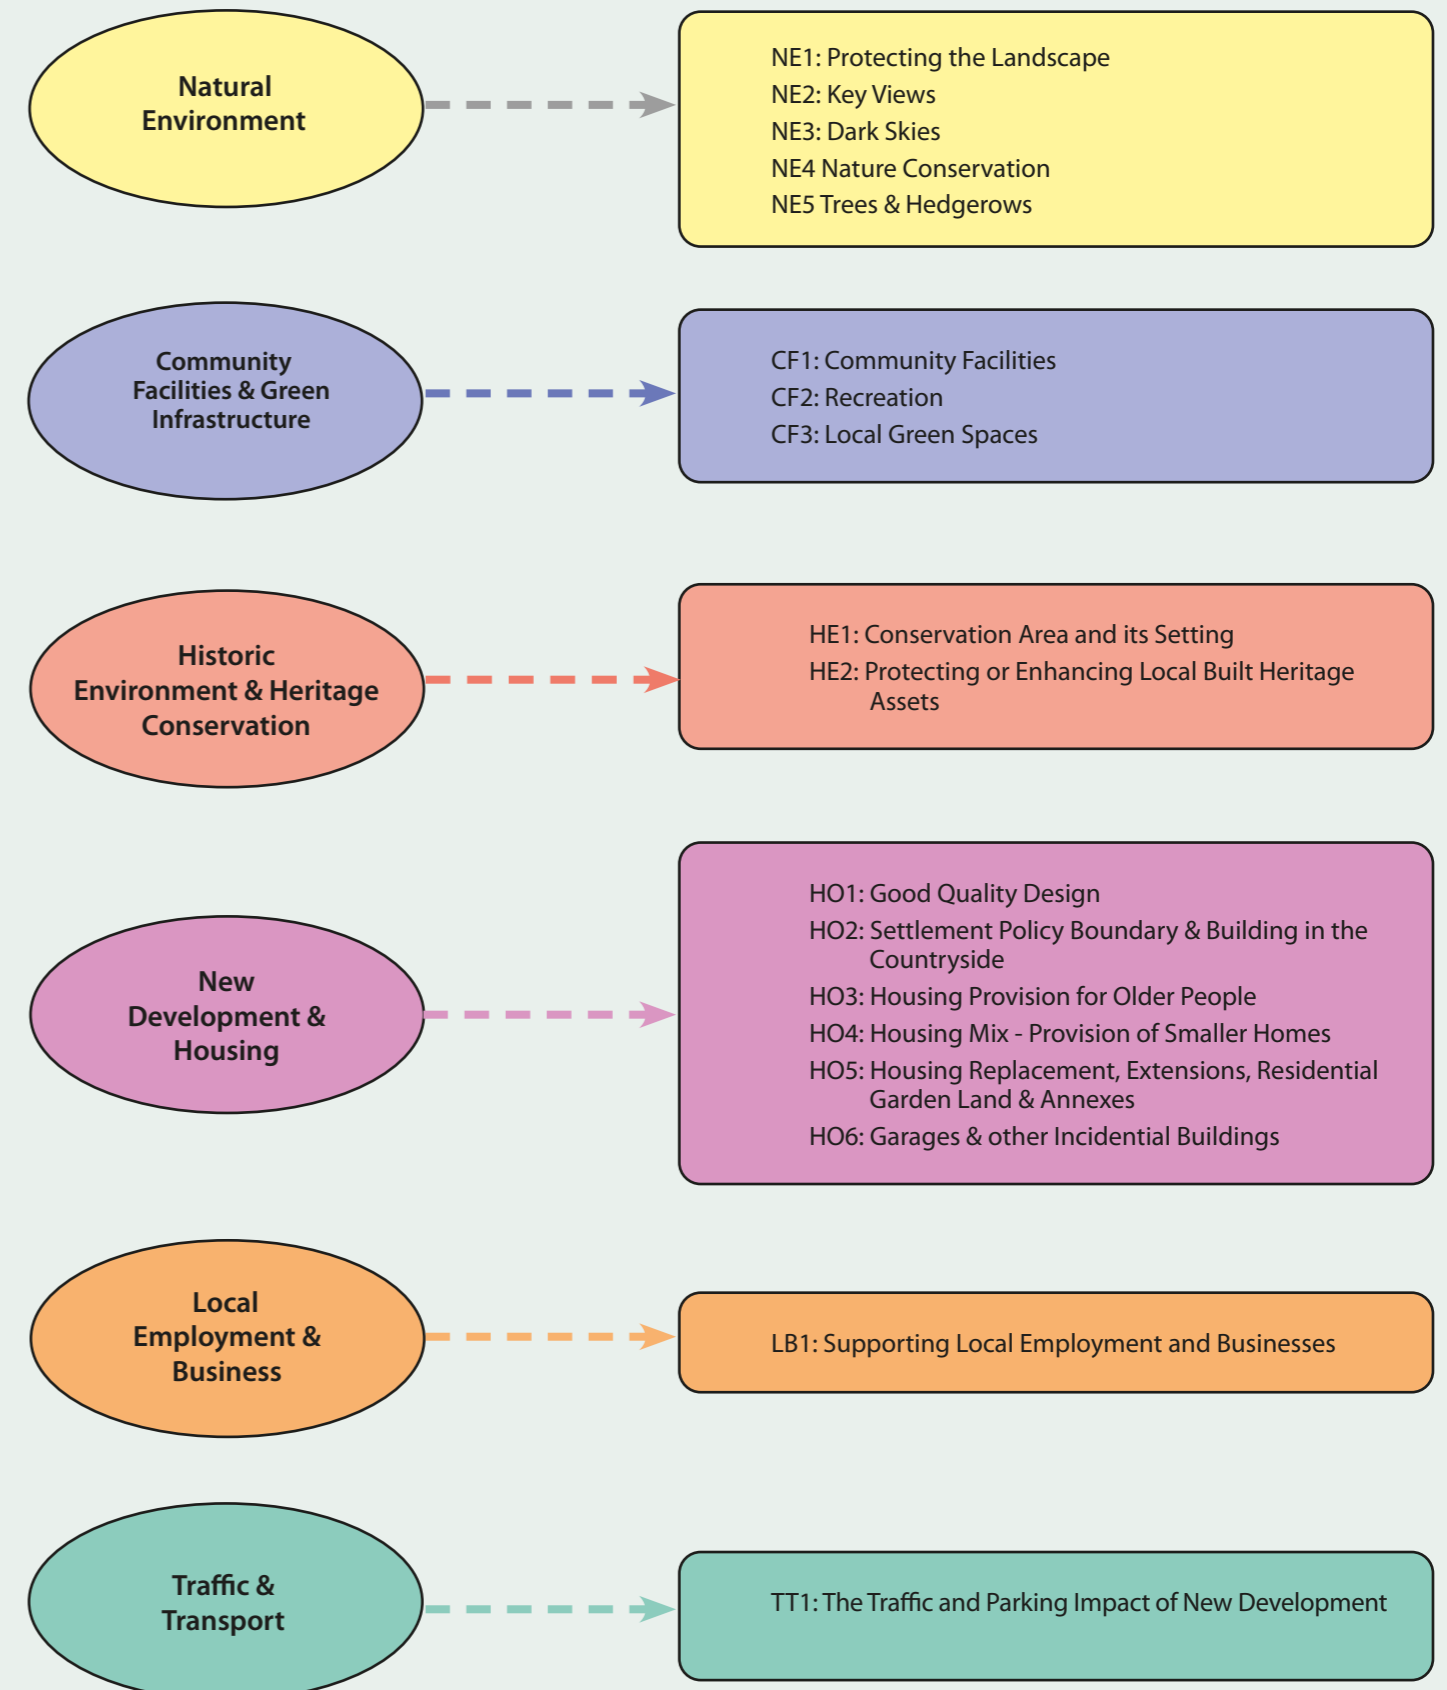 Natural
Environment
NE1: Protecting the Landscape
NE2: Key Views
NE3: Dark Skies
NE4 Nature Conservation
NE5 Trees & Hedgerows
Community
Facilities & Green
Infrastructure
CF1: Community Facilities
CF2: Recreation
CF3: Local Green Spaces
Historic
Environment & Heritage
Conservation
HE1: Conservation Area and its Setting
HE2: Protecting or Enhancing Local Built Heritage
Assets
New
Development &
Housing
HO1: Good Quality Design
HO2: Settlement Policy Boundary & Building in the
Countryside
HO3: Housing Provision for Older People
HO4: Housing Mix - Provision of Smaller Homes
HO5: Housing Replacement, Extensions, Residential
Garden Land & Annexes
HO6: Garages & other Incidential Buildings
Local
Employment &
Business
LB1: Supporting Local Employment and Businesses
Traffic &
Transport
TT1: The Traffic and Parking Impact of New Development